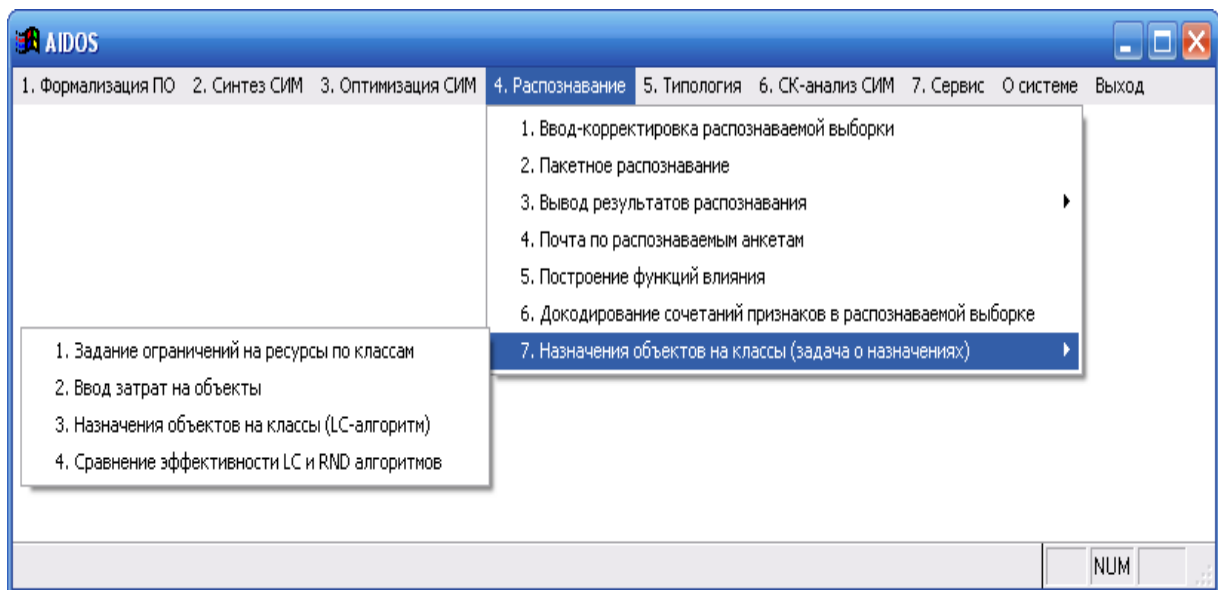 AIDOS
1. Формализация ПО 2. Синтез СИМ 3. Оптимизация СИМ 4. Распознавание 5. Типология 6. СК-анализ СИМ 7. Сервис О системе Выход
1. Ввод-корректировка распознаваемой выборки
2. Пакетное распознавание
3. Вывод результатов распознавания
4. Почта по распознаваемым анкетам
5. Построение функций влияния
6. Докодирование сочетаний признаков в распознаваемой выборке
7. Назначения объектов на классы (задача о назначениях)
1. Задание ограничений на ресурсы по классам
2. Ввод затрат на объекты
3. Назначения объектов на классы (LC-алгоритм)
4. Сравнение эффективности LC и RND алгоритмов
NUM